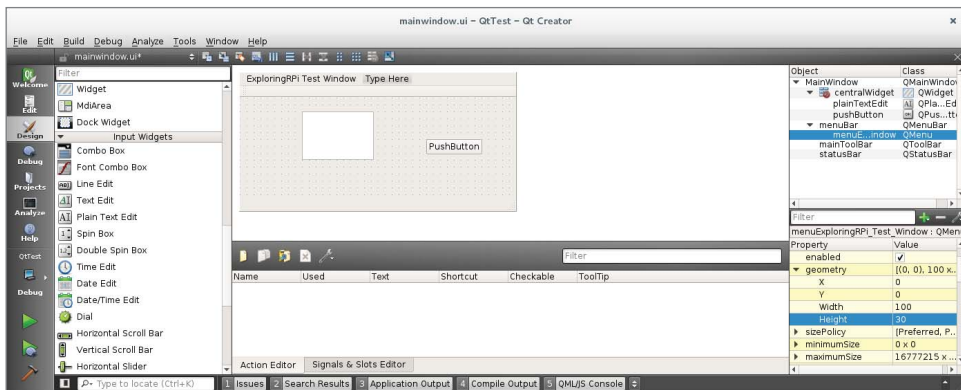 mainwindow.ui - QtTest - Qt Creator
File Edit Build Debug Analyze Tools Window Help
mainwindow.ui*
Welcome
Edit
Design
Debug
Projects
Analyze
Help
QtTest
Debug
Filter
Widget
MdiArea
Dock Widget
Input Widgets
Combo Box
Font Combo Box
Line Edit
Text Edit
Plain Text Edit
Spin Box
Double Spin Box
Time Edit
Date Edit
Date/Time Edit
Dial
Horizontal Scroll Bar
Vertical Scroll Bar
Horizontal Slider
ExploringRPi Test Window Type Here
PushButton
Filter
Name Used Text Shortcut Checkable ToolTip
Action Editor Signals & Slots Editor
Object Class
MainWindow QMainWindo
centralWidget QWidget
plainTextEdit QPla...Ed
pushButton QPus...tt
menuBar QMenuBar
menuE...indow QMenu
mainToolBar QToolBar
statusBar QStatusBar
Filter
menuExploringRPi_Test_Window : QMen
Property Value
enabled
geometry [(0, 0), 100 x..
X 0
Y 0
Width 100
Height 30
sizePolicy [Preferred, P..
minimumSize 0 x 0
maximumSize 16777215 x..
Type to locate (Ctrl+K) 1 Issues 2 Search Results 3 Application Output 4 Compile Output 5 QML/JS Console